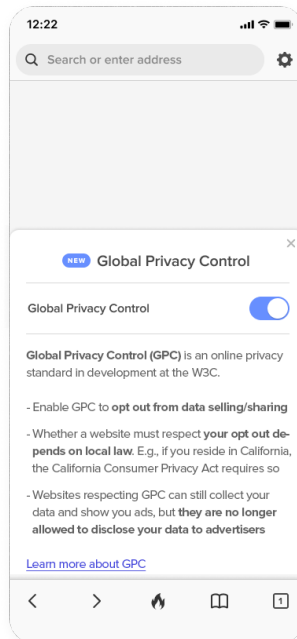 12:22
Search or enter address
NEW Global Privacy Control
Global Privacy Control
Global Privacy Control (GPC) is an online privacy
standard in development at the W3C.
- Enable GPC to opt out from data selling/sharing
- Whether a website must respect your opt out de-
pends on local law. E.g., if you reside in California,
the California Consumer Privacy Act requires so
- Websites respecting GPC can still collect your
data and show you ads, but they are no longer
allowed to disclose your data to advertisers
Learn more about GPC
1